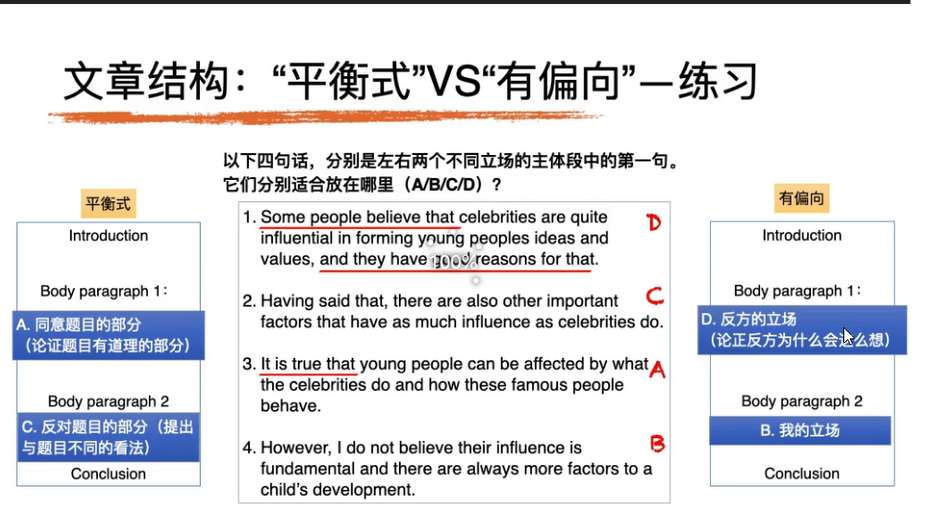 文章结构：“平衡式”VS“有偏向”—练习
以下四句话，分别是左右两个不同立场的主体段中的第一句。
它们分别适合放在哪里（A/B/C/D）?
平衡式
Introduction
Body paragraph 1：
A. 同意题目的部分
（论证题目有道理的部分）
Body paragraph 2
C. 反对题目的部分（提出
与题目不同的看法）
Conclusion
1. Some people believe that celebrities are quite D
influential in forming young peoples ideas and
values, and they have good reasons for that.
100%
2. Having said that, there are also other important C
factors that have as much influence as celebrities do.
3. It is true that young people can be affected by what A
the celebrities do and how these famous people
behave.
4. However, I do not believe their influence is B
fundamental and there are always more factors to a
child’s development.
有偏向
Introduction
Body paragraph 1：
D. 反方的立场
（论正反方为什么会这么想）
Body paragraph 2
B. 我的立场
Conclusion